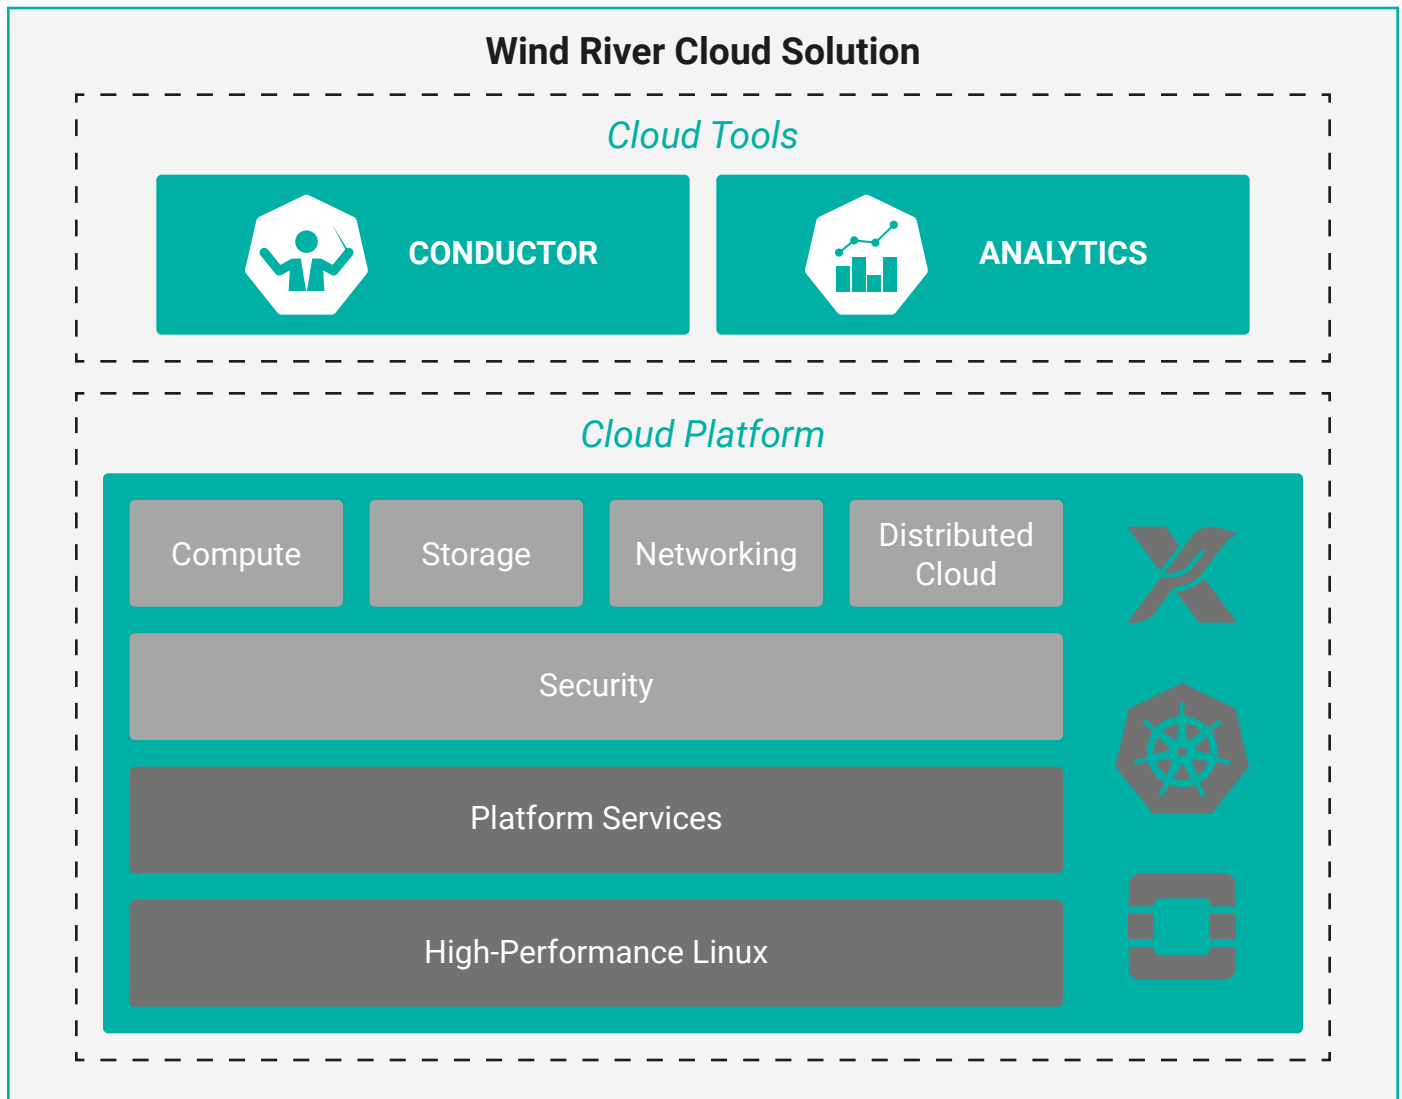 Wind River Cloud Solution
Cloud Tools
CONDUCTOR
ANALYTICS
Cloud Platform
Compute
Storage
Networking
Distributed
Cloud
Security
Platform Services
High-Performance Linux